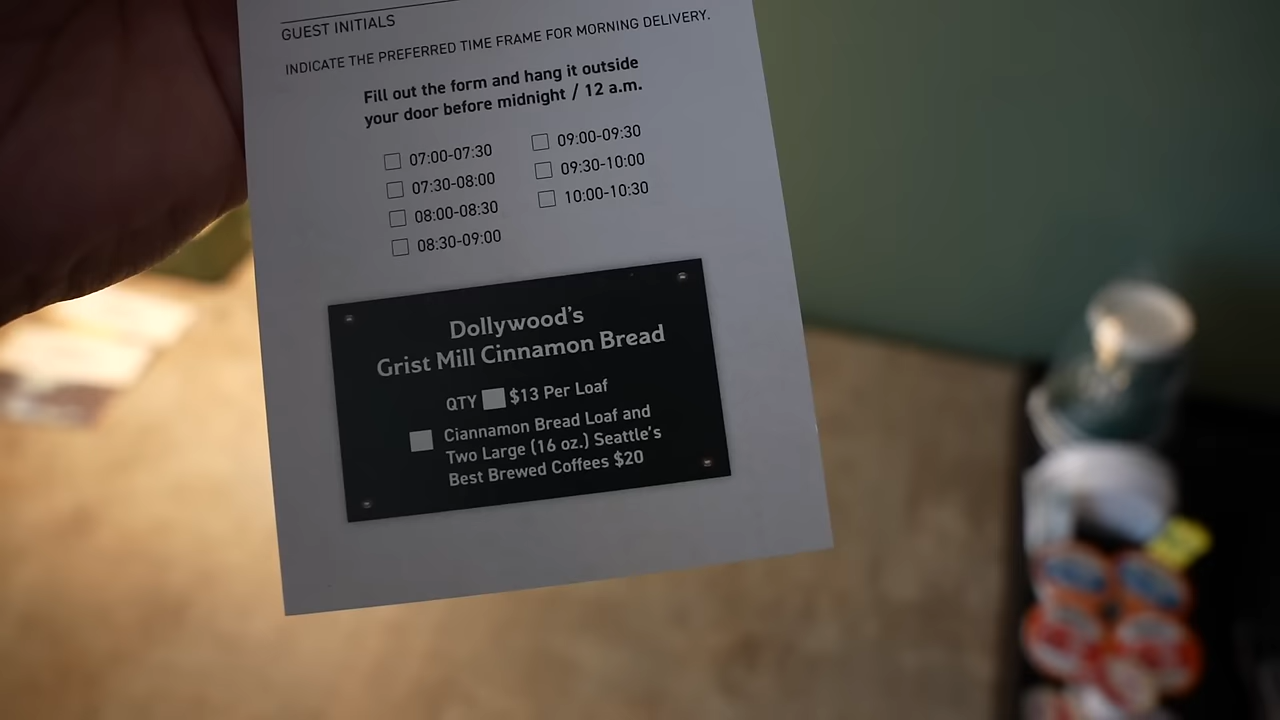 GUEST INITIALS
INDICATE THE PREFERRED TIME FRAME FOR MORNING DELIVERY.
Fill out the form and hang it outside
your door before midnight / 12 a.m.
07:00-07:30
07:30-08:00
08:00-08:30
08:30-09:00
09:00-09:30
09:30-10:00
10:00-10:30
Dollywood's
Grist Mill Cinnamon Bread
QTY $13 Per Loaf
Ciannamon Bread Loaf and
Two Large (16 oz.) Seattle's
Best Brewed Coffees $20